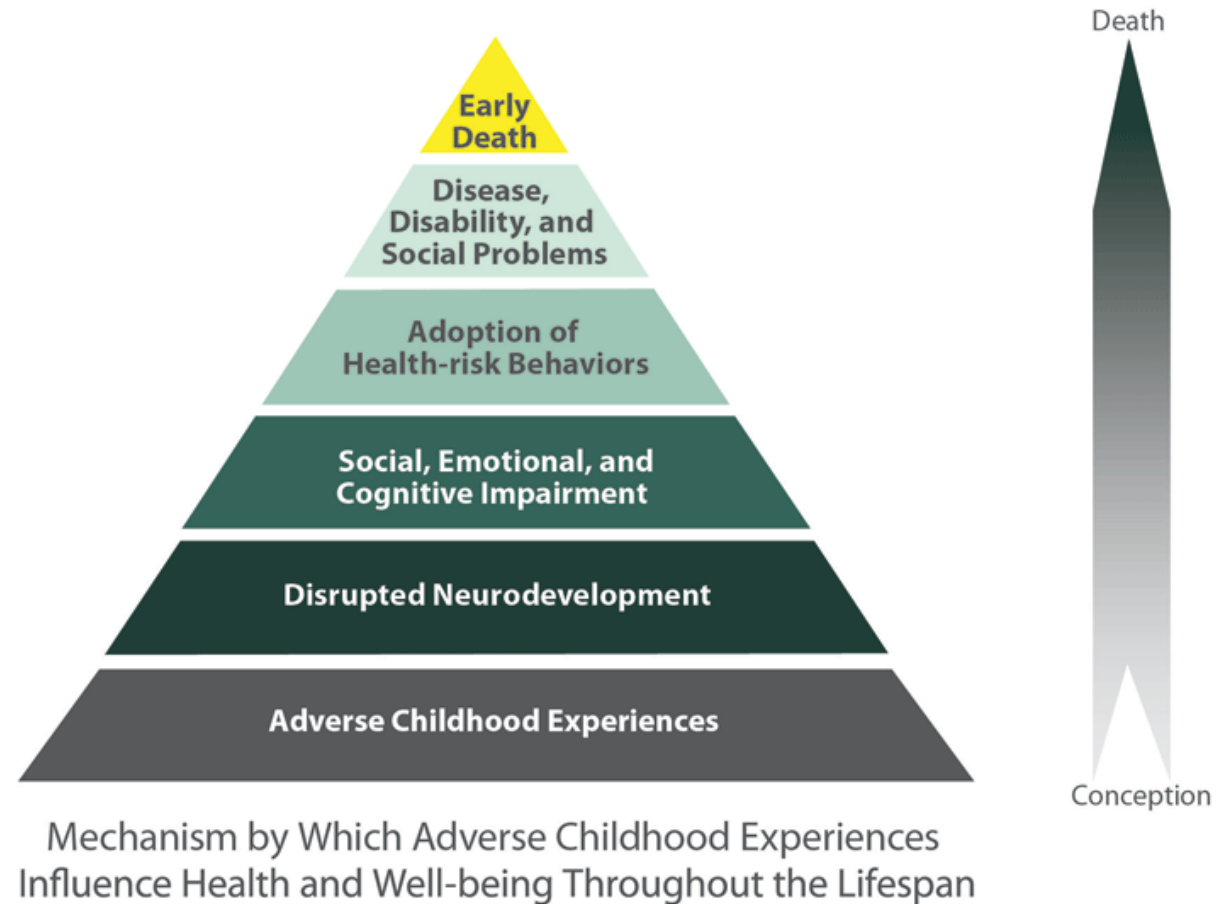 Death
Early
Death
Disease,
Disability, and
Social Problems
Adoption of
Health-risk Behaviors
Social, Emotional, and
Cognitive Impairment
Disrupted Neurodevelopment
Adverse Childhood Experiences
Conception
Mechanism by Which Adverse Childhood Experiences
Influence Health and Well-being Throughout the Lifespan